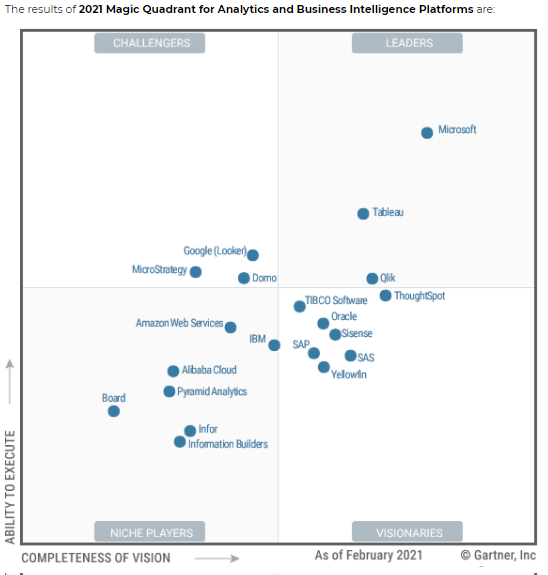 The results of 2021 Magic Quadrant for Analytics and Business Intelligence Platforms are:
CHALLENGERS
LEADERS
Microsoft
Tableau
Google (Looker)
MicroStrategy
Domo
Qlik
ThoughtSpot
TIBCO Software
Oracle
Amazon Web Services
Sisense
IBM
SAP
SAS
Alibaba Cloud
Yellowfin
Pyramid Analytics
Board
Infor
Information Builders
ABILITY TO EXECUTE
NICHE PLAYERS
VISIONARIES
COMPLETENESS OF VISION
As of February 2021
© Gartner, Inc